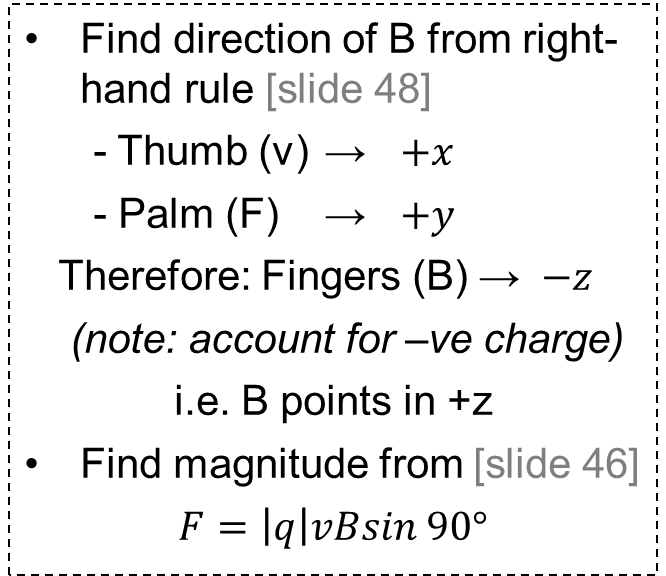 • Find direction of B from right-
hand rule [slide 48]
- Thumb (v) → +x
- Palm (F) → +y
Therefore: Fingers (B) → −z
(note: account for –ve charge)
i.e. B points in +z
• Find magnitude from [slide 46]
F = |q|vBsin 90°